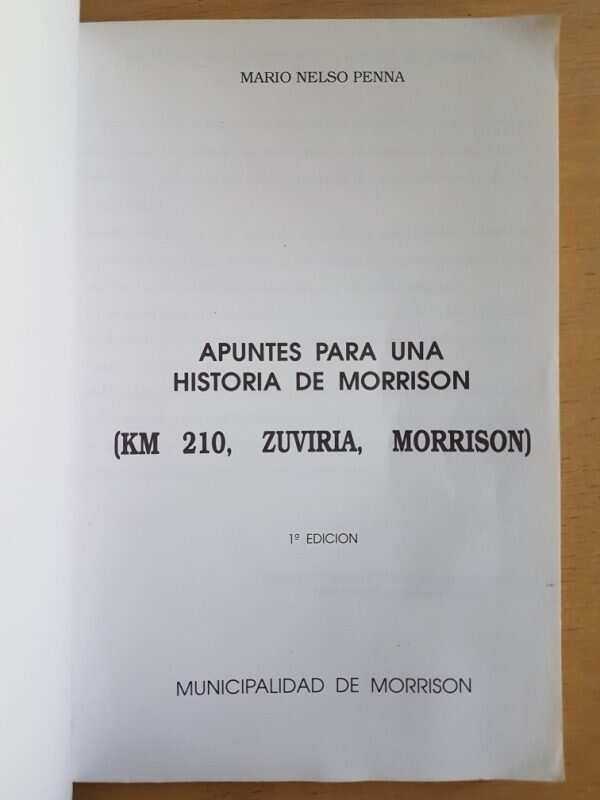 MARIO NELSO PENNA
APUNTES PARA UNA
HISTORIA DE MORRISON
(KM 210, ZUVIRIA, MORRISON)
1º EDICION
MUNICIPALIDAD DE MORRISON